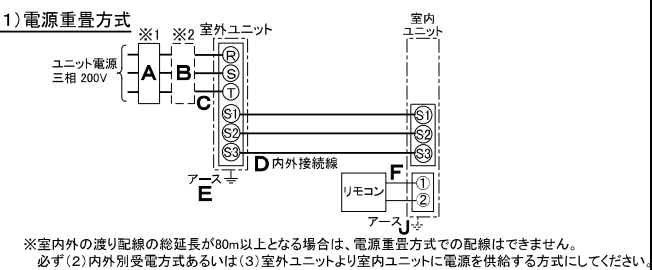 1)電源重畳方式
※1 ※2 室外ユニット
室内
ユニット
ユニット電源
三相 200V
A
B
C
R
S
T
S1
S2
S3
S1
S2
S3
D 内外接続線
アース
E
F
リモコン
1
2
アース J
※室内外の渡り配線の総延長が80m以上となる場合は、電源重畳方式での配線はできません。
必ず(2)内外別受電方式あるいは(3)室外ユニットより室内ユニットに電源を供給する方式にしてください。